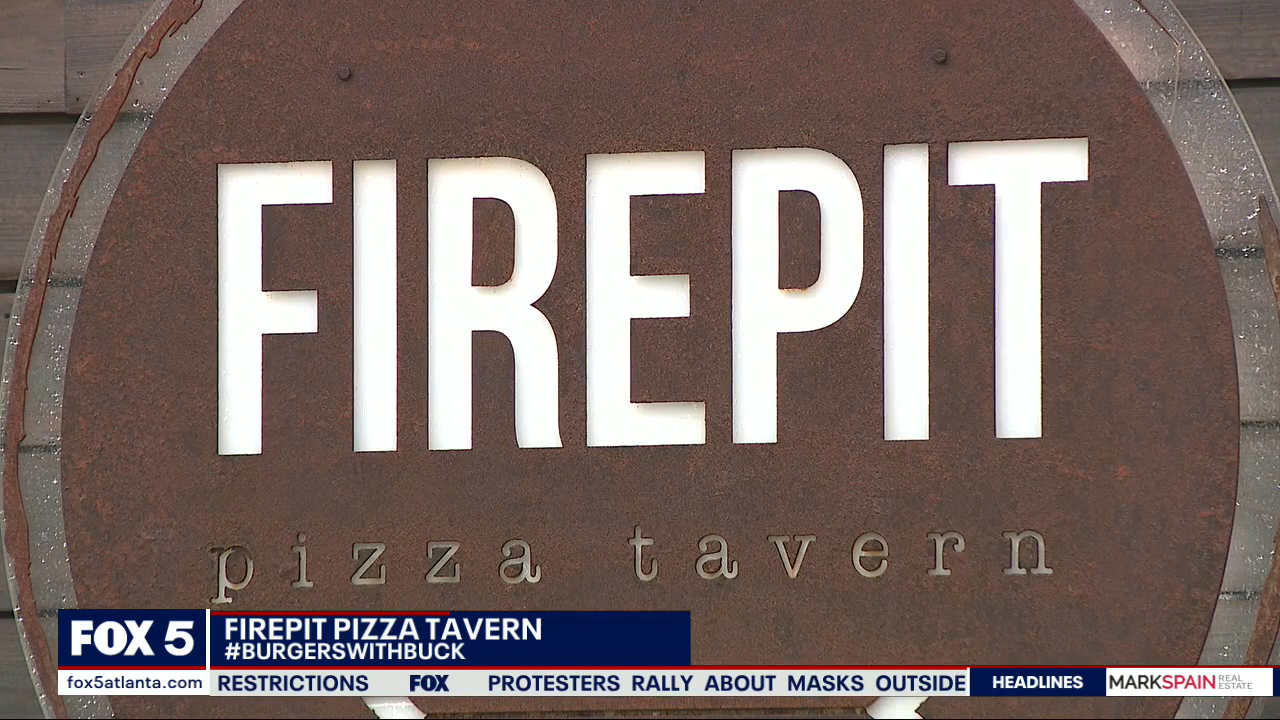 FIREPIT
pizza tavern
FOX 5
FIREPIT PIZZA TAVERN
#BURGERSWITHBUCK
fox5atlanta.com
RESTRICTIONS FOX PROTESTERS RALLY ABOUT MASKS OUTSIDE
HEADLINES
MARKSPAIN REAL ESTATE